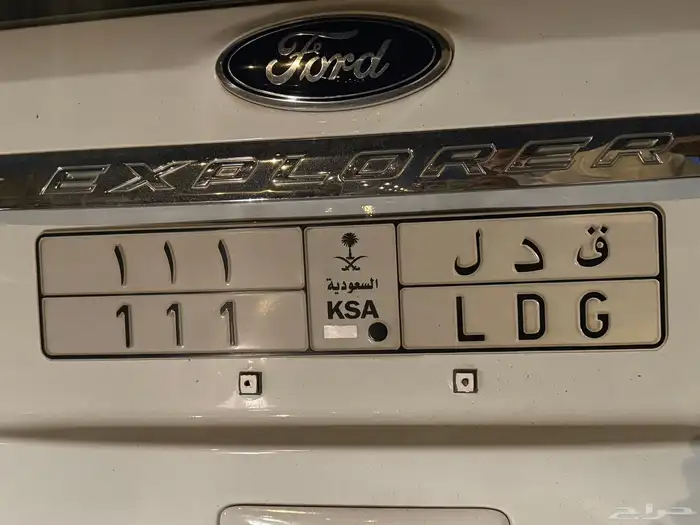 Ford
EXPLORER
١١١
السعودية
ق د ل
111
KSA
L D G
حراج